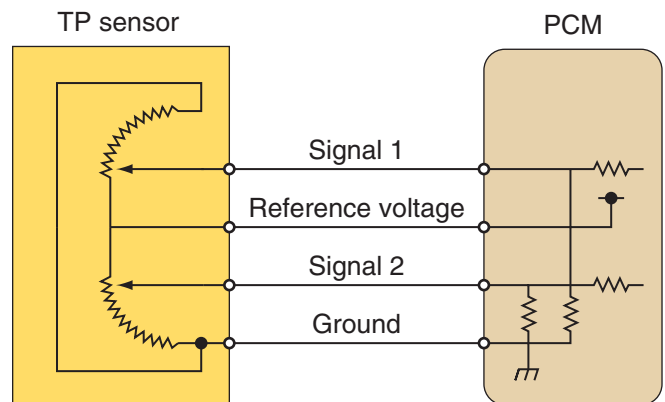 TP sensor
PCM
Signal 1
Reference voltage
Signal 2
Ground